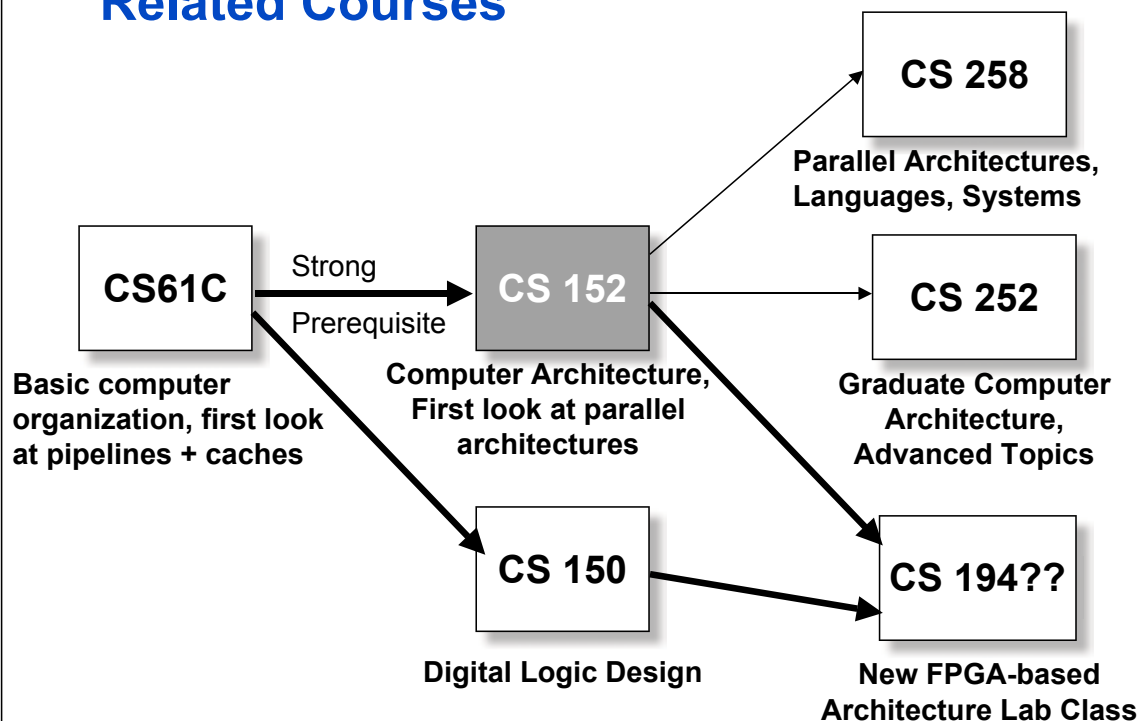 Related Courses
CS 258
Parallel Architectures,
Languages, Systems
CS61C
Strong
Prerequisite
CS 152
CS 252
Basic computer
organization, first look
at pipelines + caches
Computer Architecture,
First look at parallel
architectures
Graduate Computer
Architecture,
Advanced Topics
CS 150
CS 194??
Digital Logic Design
New FPGA-based
Architecture Lab Class